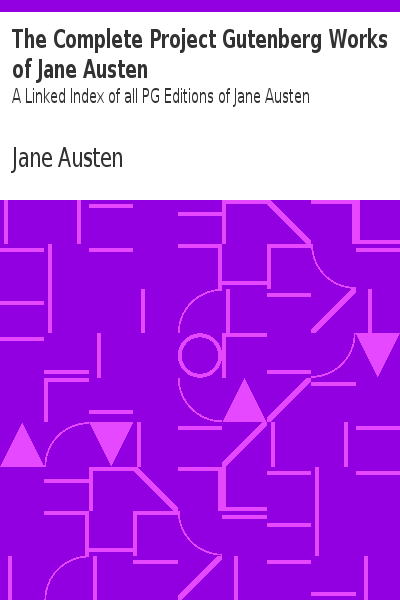 The Complete Project Gutenberg Works
of Jane Austen
A Linked Index of all PG Editions of Jane Austen
Jane Austen